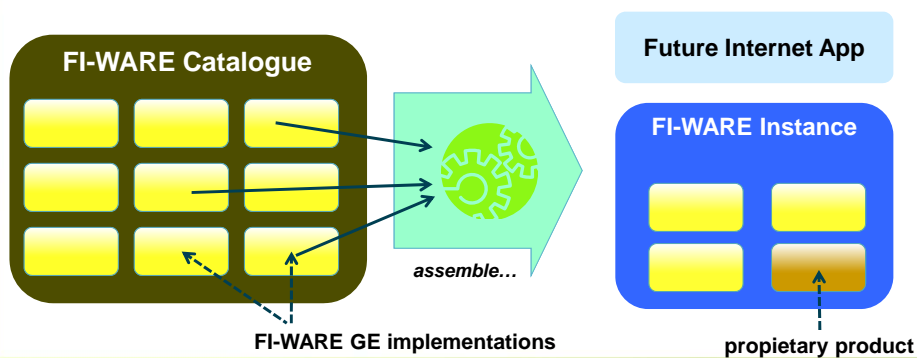 FI-WARE Catalogue
Future Internet App
FI-WARE Instance
assemble...
FI-WARE GE implementations
propietary product